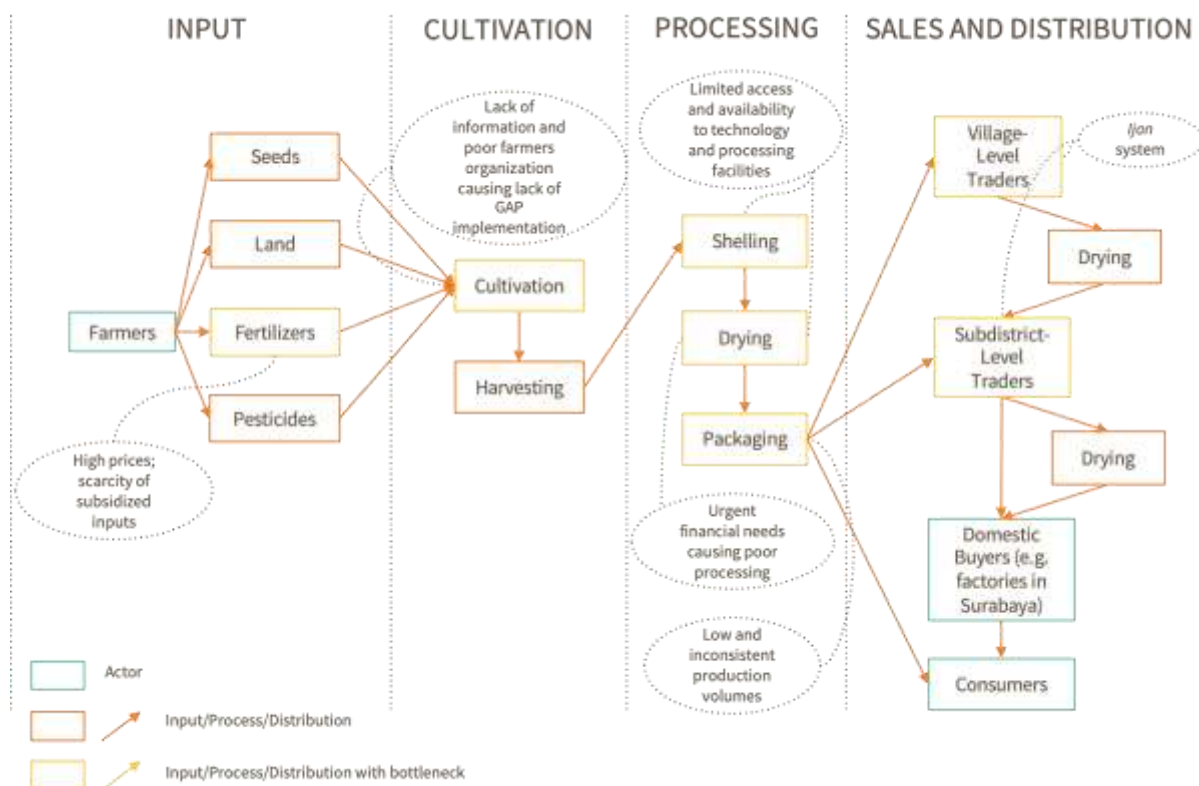 INPUT
CULTIVATION
PROCESSING
SALES AND DISTRIBUTION
Farmers
Seeds
Land
Fertilizers
Pesticides
High prices;
scarcity of
subsidized
inputs
Lack of
information and
poor farmers
organization
causing lack of
GAP
implementation
Cultivation
Harvesting
Limited access
and availability
to technology
and processing
facilities
Shelling
Drying
Packaging
Urgent
financial needs
causing poor
processing
Low and
inconsistent
production
volumes
Village-
Level
Traders
Ijon
system
Drying
Subdistrict-
Level
Traders
Drying
Domestic
Buyers (e.g.
factories in
Surabaya)
Consumers
Actor
Input/Process/Distribution
Input/Process/Distribution with bottleneck